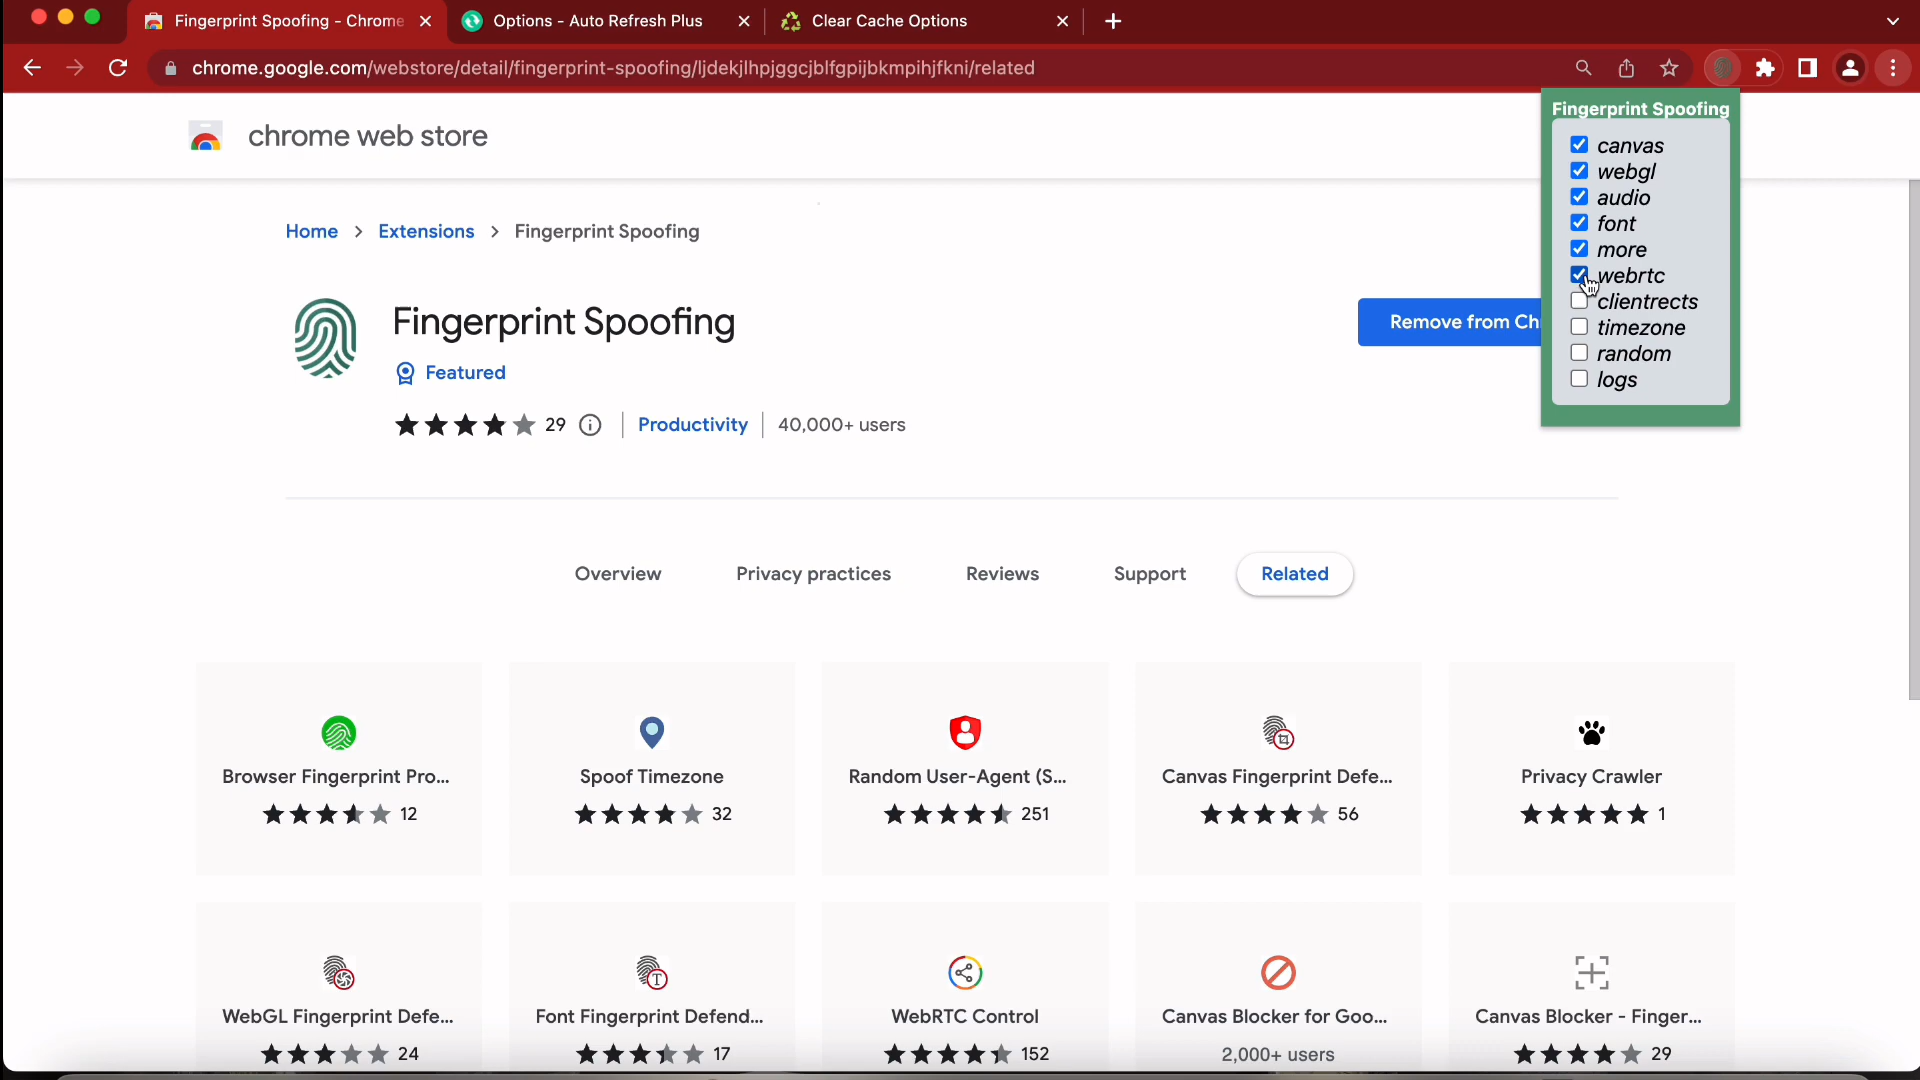 Fingerprint Spoofing - Chrome
Options - Auto Refresh Plus
Clear Cache Options
chrome.google.com/webstore/detail/fingerprint-spoofing/ljdekjlhpjggcjblfgpijbkmpihjfkni/related
chrome web store
Fingerprint Spoofing
canvas
webgl
audio
font
more
webrtc
clientrects
timezone
random
logs
Home > Extensions > Fingerprint Spoofing
Fingerprint Spoofing
Remove from Ch
Featured
29
Productivity
40,000+ users
Overview
Privacy practices
Reviews
Support
Related
Browser Fingerprint Pro...
12
Spoof Timezone
32
Random User-Agent (S...
251
Canvas Fingerprint Defe...
56
Privacy Crawler
1
WebGL Fingerprint Defe...
24
Font Fingerprint Defend...
17
WebRTC Control
152
Canvas Blocker for Goo...
2,000+ users
Canvas Blocker - Finger...
29